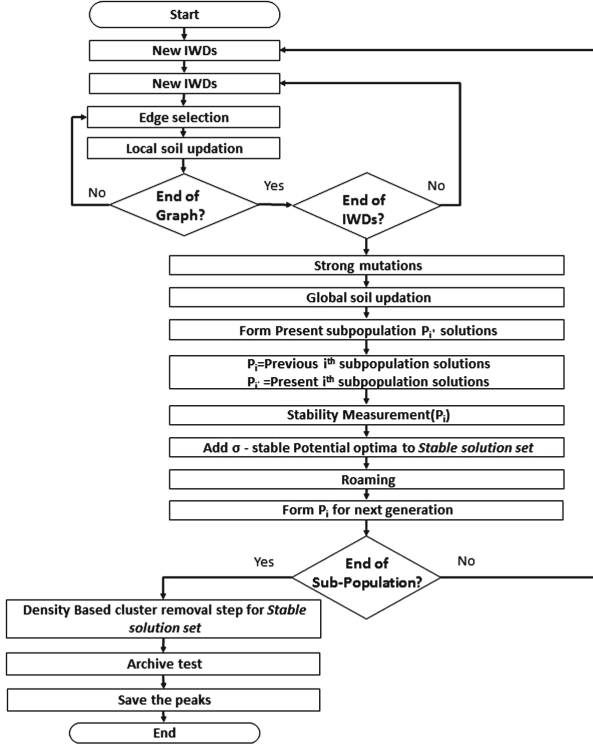 Start
New IWDs
New IWDs
Edge selection
Local soil updation
No
End of
Graph?
Yes
End of
IWDs?
No
Strong mutations
Global soil updation
Form Present subpopulation Pi' solutions
Pi=Previous ith subpopulation solutions
Pi' =Present ith subpopulation solutions
Stability Measurement(Pi)
Add σ - stable Potential optima to Stable solution set
Roaming
Form Pi for next generation
Yes
End of
Sub-Population?
No
Density Based cluster removal step for Stable
solution set
Archive test
Save the peaks
End